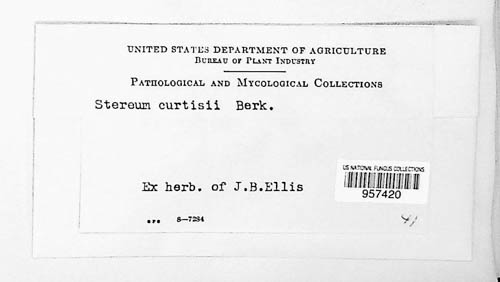 UNITED STATES DEPARTMENT OF AGRICULTURE
BUREAU OF PLANT INDUSTRY
PATHOLOGICAL AND MYCOLOGICAL COLLECTIONS
Stereum curtisii Berk.
US NATIONAL FUNGUS COLLECTIONS
957420
Ex herb. of J.B.Ellis
GPO 8—7284